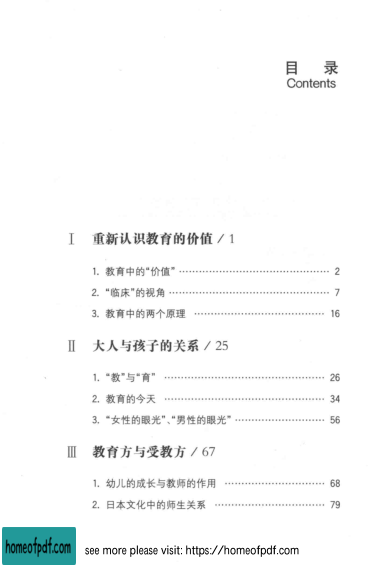 目 录
Contents
Ⅰ 重新认识教育的价值 / 1
1. 教育中的“价值” ………………………………………… 2
2. “临床”的视角 ………………………………………… 7
3. 教育中的两个原理 ………………………………… 16
Ⅱ 大人与孩子的关系 / 25
1. “教”与“育” ………………………………………… 26
2. 教育的今天 ………………………………………… 34
3. “女性的眼光”、“男性的眼光” ……………………… 56
Ⅲ 教育方与受教方 / 67
1. 幼儿的成长与教师的作用 ………………………… 68
2. 日本文化中的师生关系 …………………………… 79
homeofpdf.com
see more please visit: https://homeofpdf.com